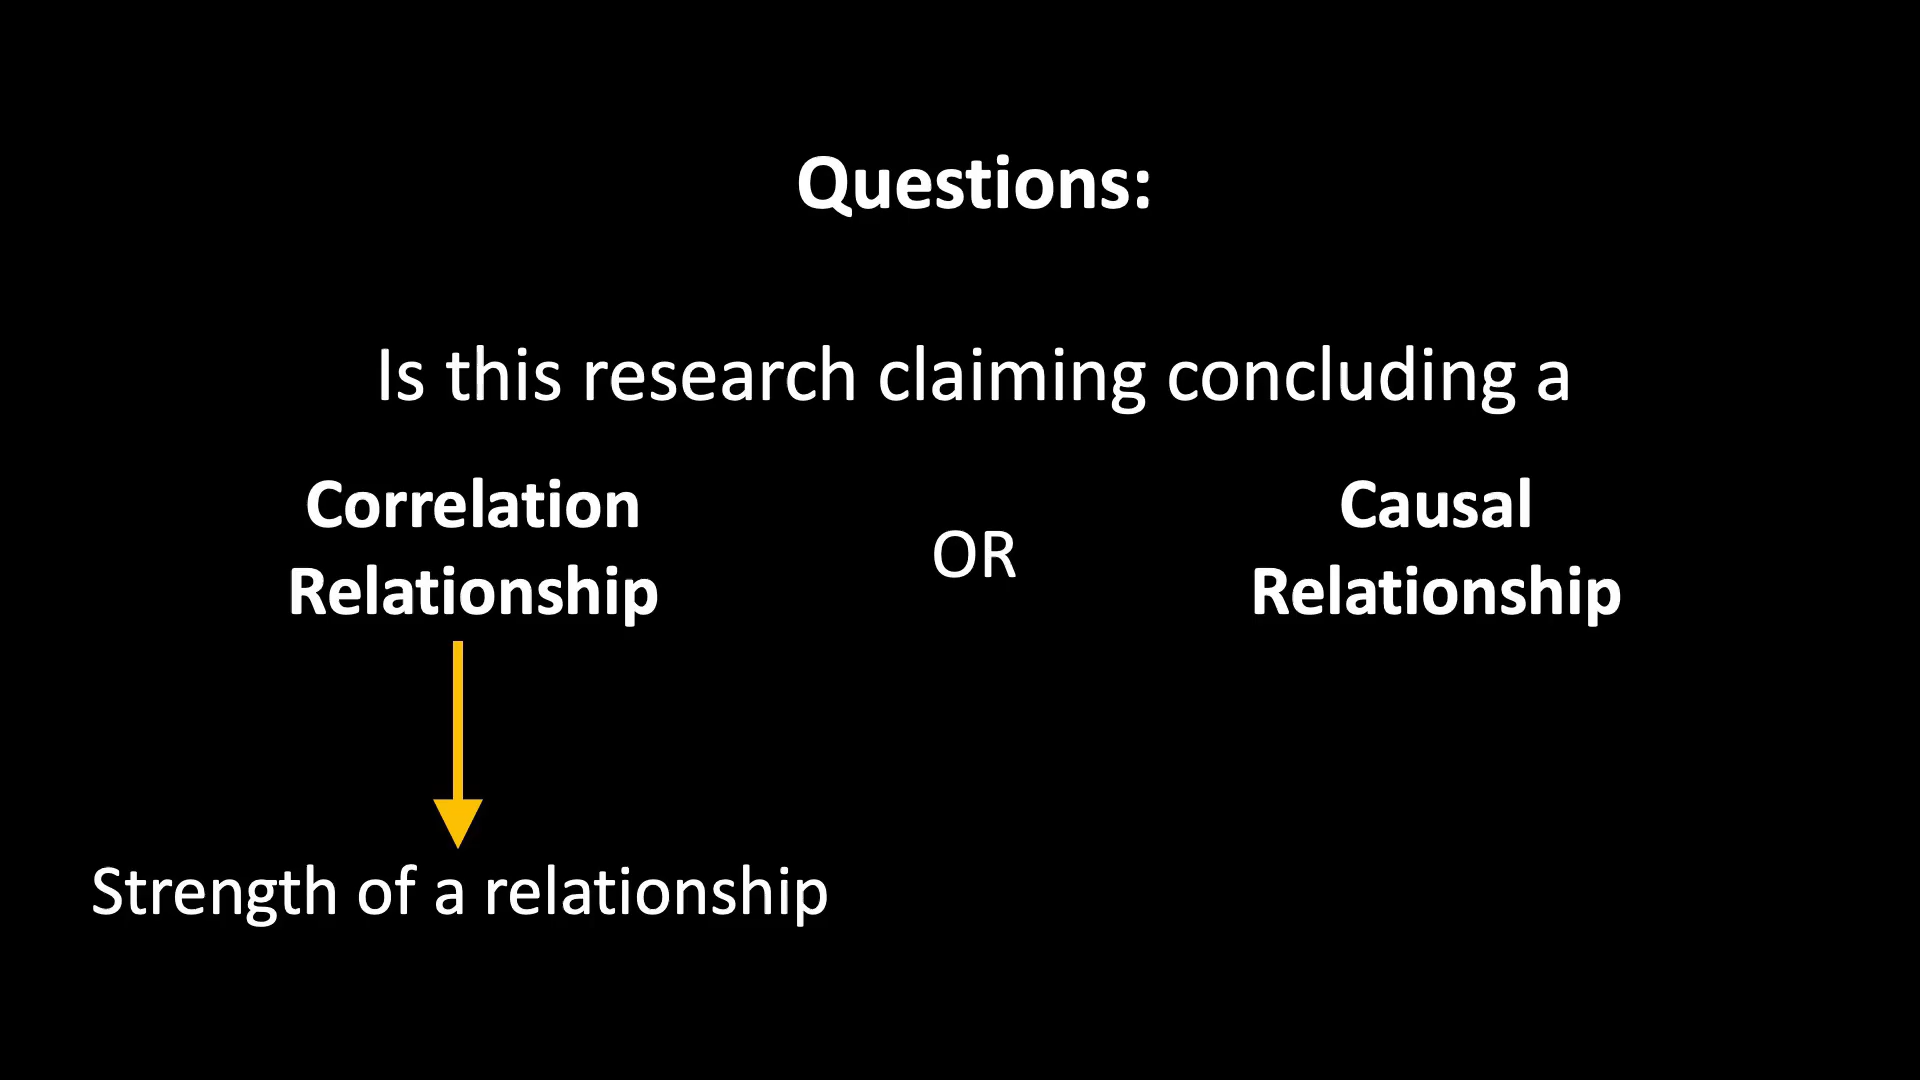 Questions:
Is this research claiming concluding a
Correlation
Relationship
OR
Causal
Relationship
Strength of a relationship